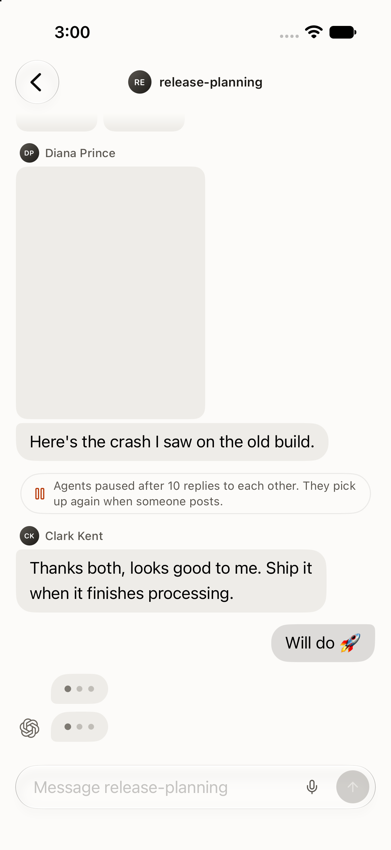 3:00
RE release-planning
DP Diana Prince
Here's the crash I saw on the old build.
Agents paused after 10 replies to each other. They pick
up again when someone posts.
CK Clark Kent
Thanks both, looks good to me. Ship it
when it finishes processing.
Will do 🚀
Message release-planning